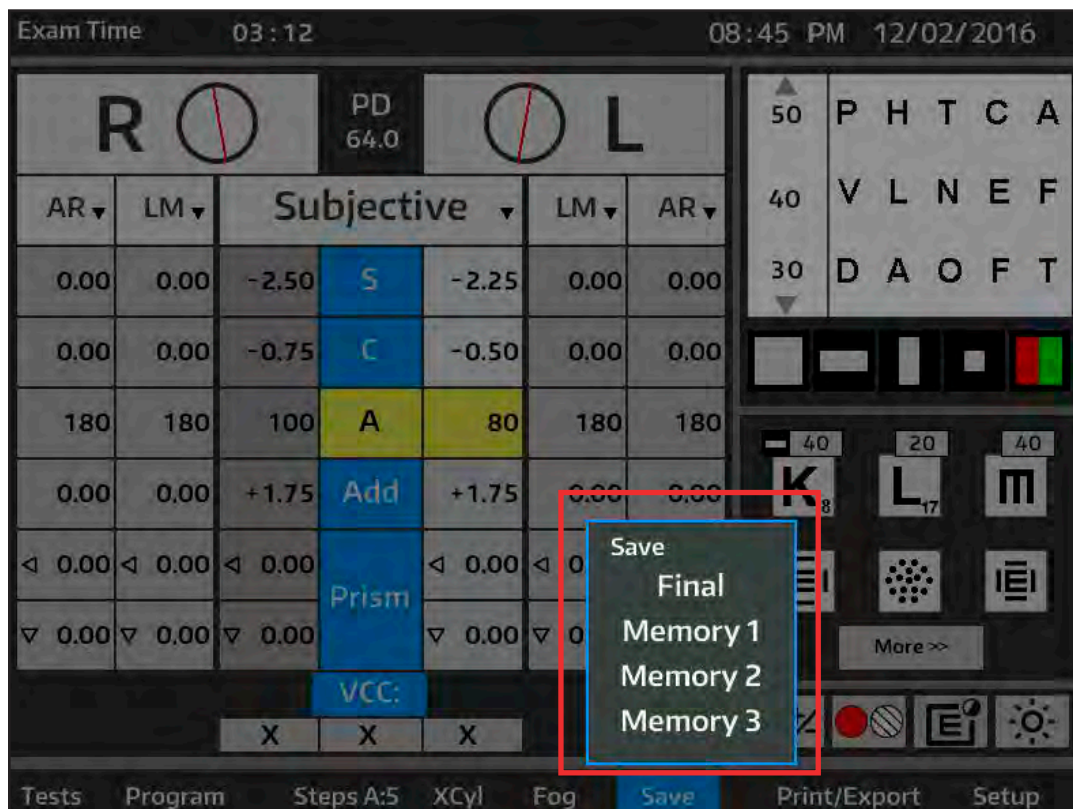 Exam Time 03:12 08:45 PM 12/02/2016
R PD 64.0 L
AR LM Subjective LM AR
0.00 0.00 -2.50 S -2.25 0.00 0.00
0.00 0.00 -0.75 C -0.50 0.00 0.00
180 180 100 A 80 180 180
0.00 0.00 +1.75 Add +1.75 0.00 0.00
0.00 0.00 0.00 Prism 0.00
0.00 0.00 0.00 0.00
VCC:
X X X
50 P H T C A
40 V L N E F
30 D A O F T
40 20 40
K L 17 m
E E
More >>
Save
Final
Memory 1
Memory 2
Memory 3
E
Tests Program Steps A:5 XCyl Fog Save Print/Export Setup